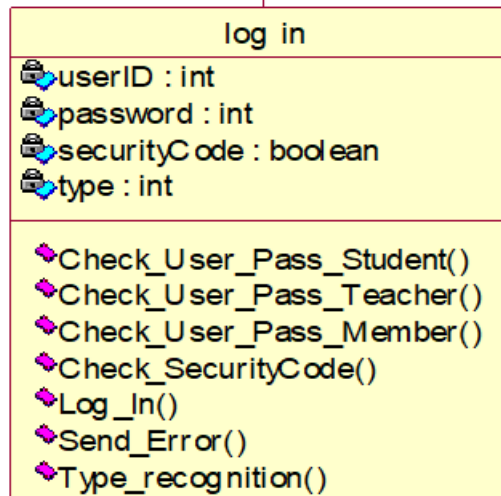 log in
userID : int
password : int
securityCode : boolean
type : int
Check_User_Pass_Student()
Check_User_Pass_Teacher()
Check_User_Pass_Member()
Check_SecurityCode()
Log_In()
Send_Error()
Type_recognition()